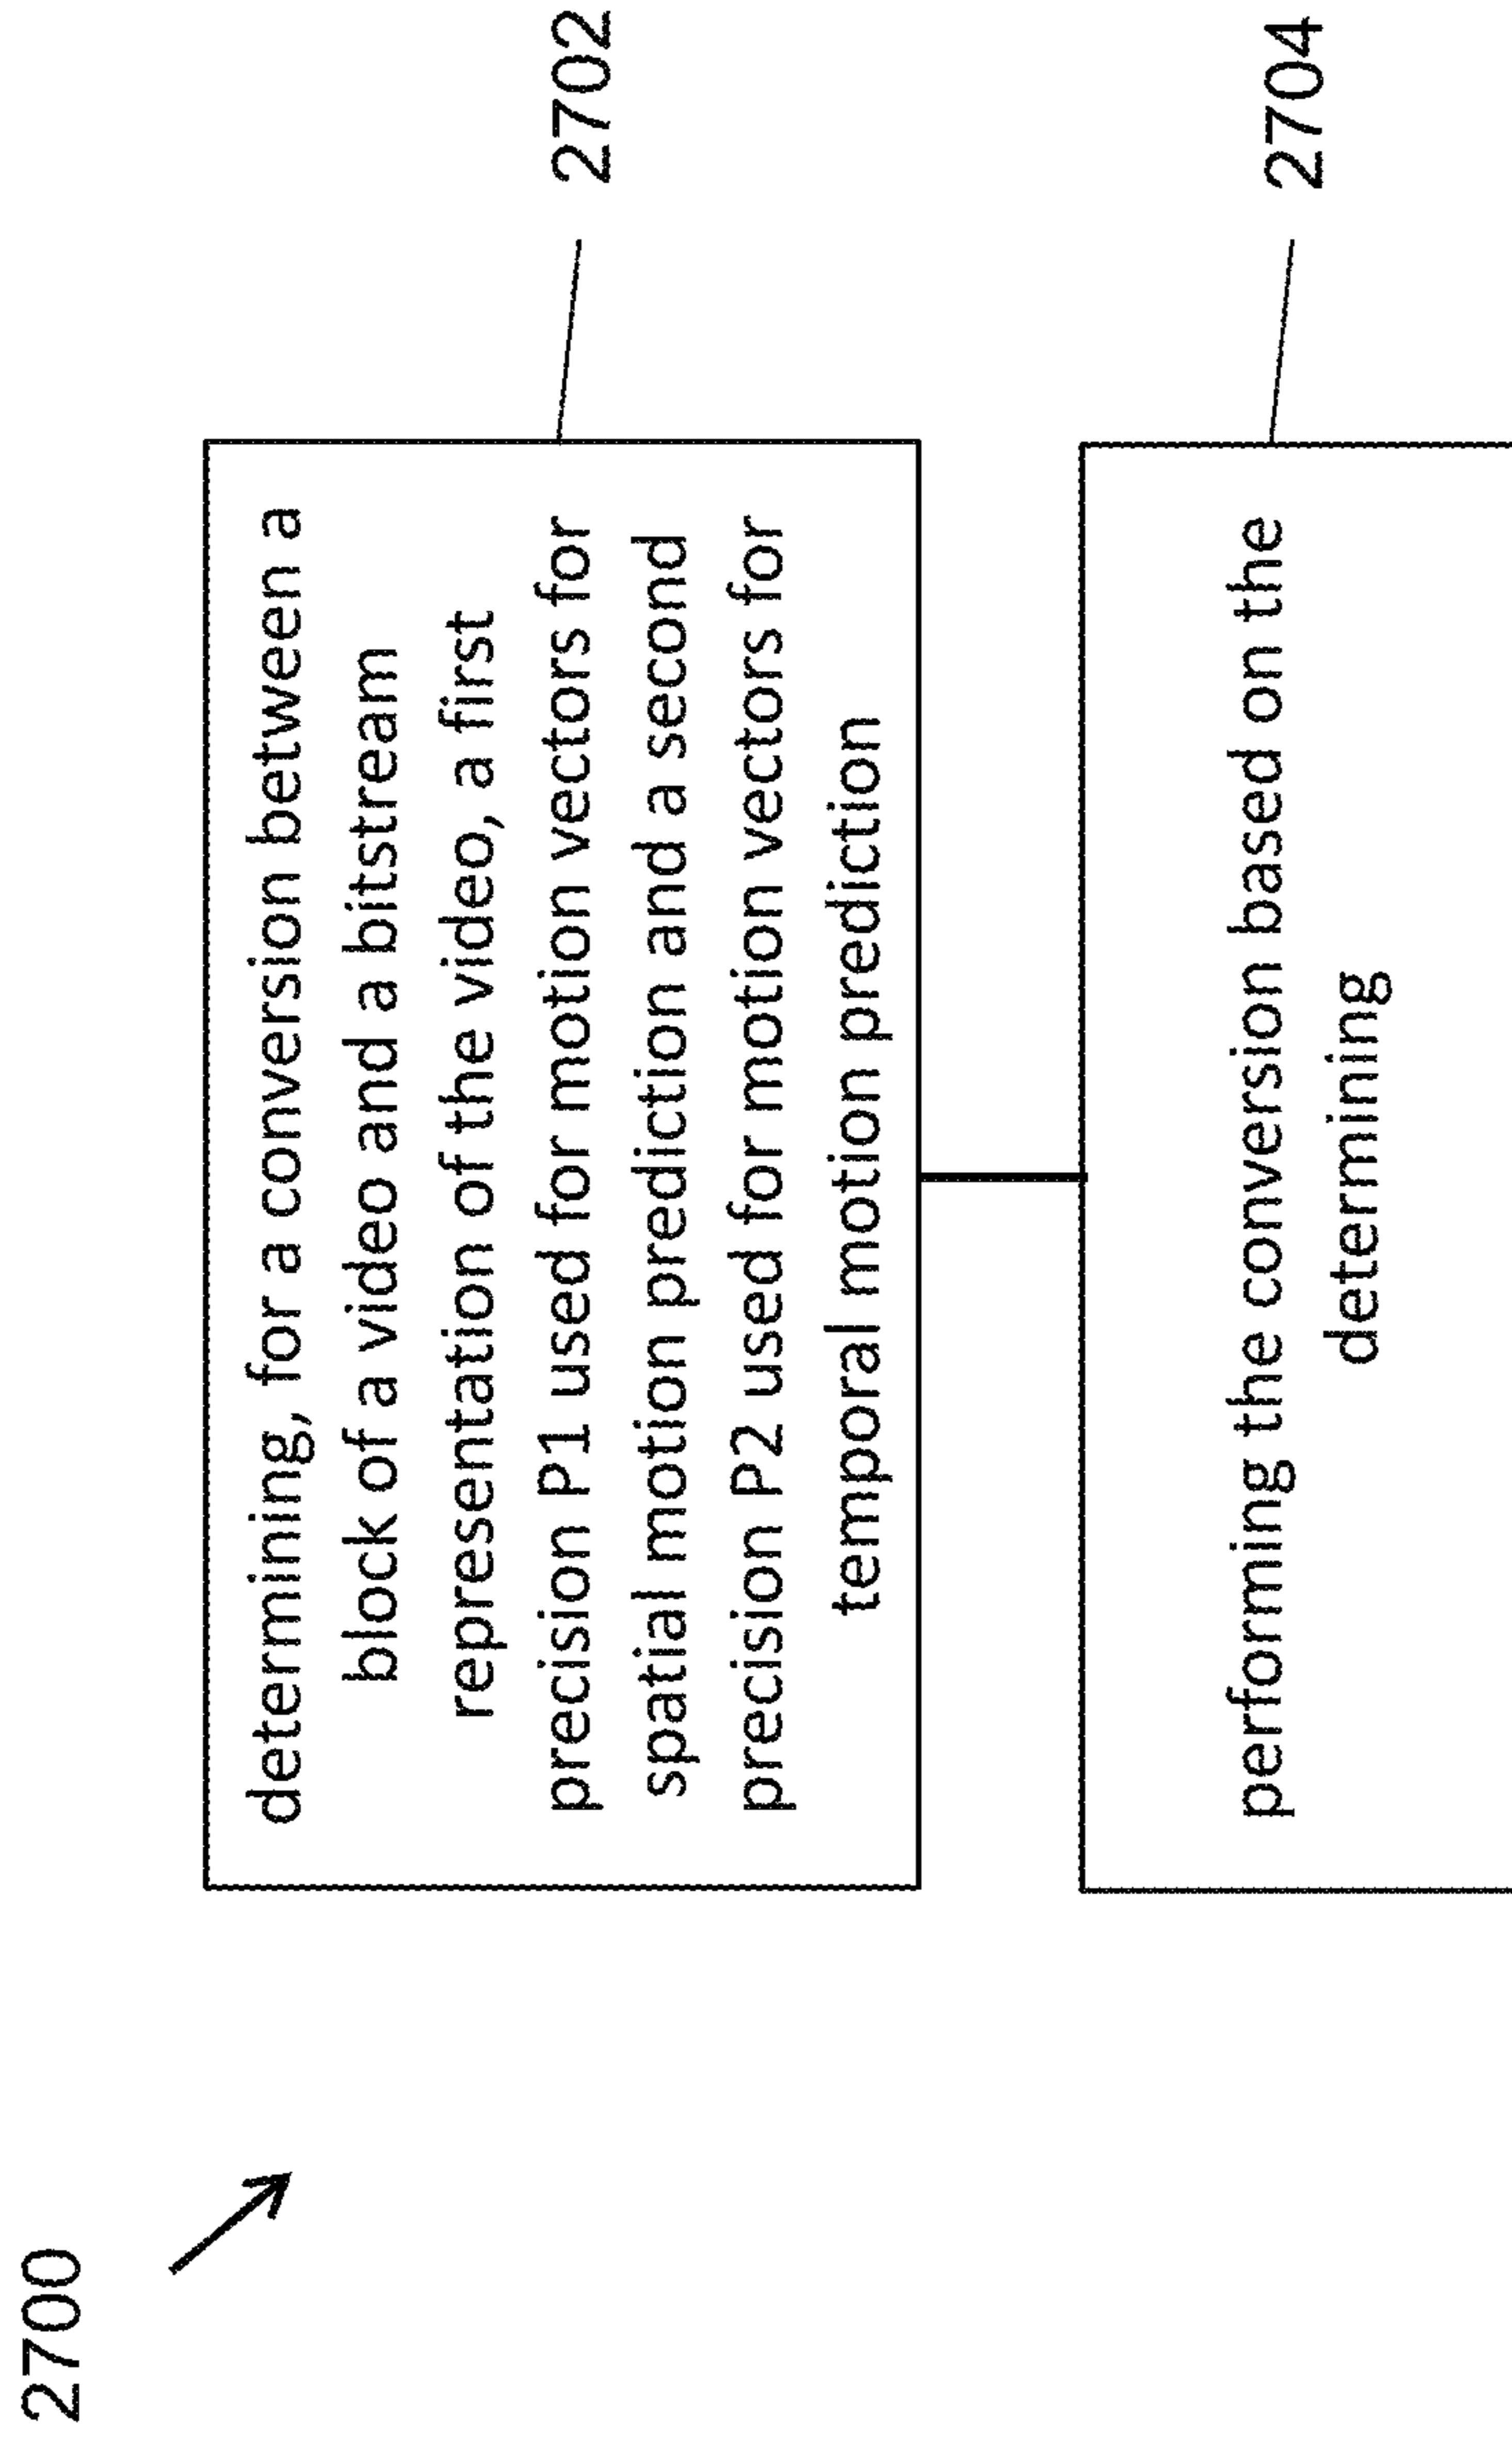 2700
determining, for a conversion between a
block of a video and a bitstream
representation of the video, a first
precision P1 used for motion vectors for
spatial motion prediction and a second
precision P2 used for motion vectors for
temporal motion prediction
2702
performing the conversion based on the
determining
2704